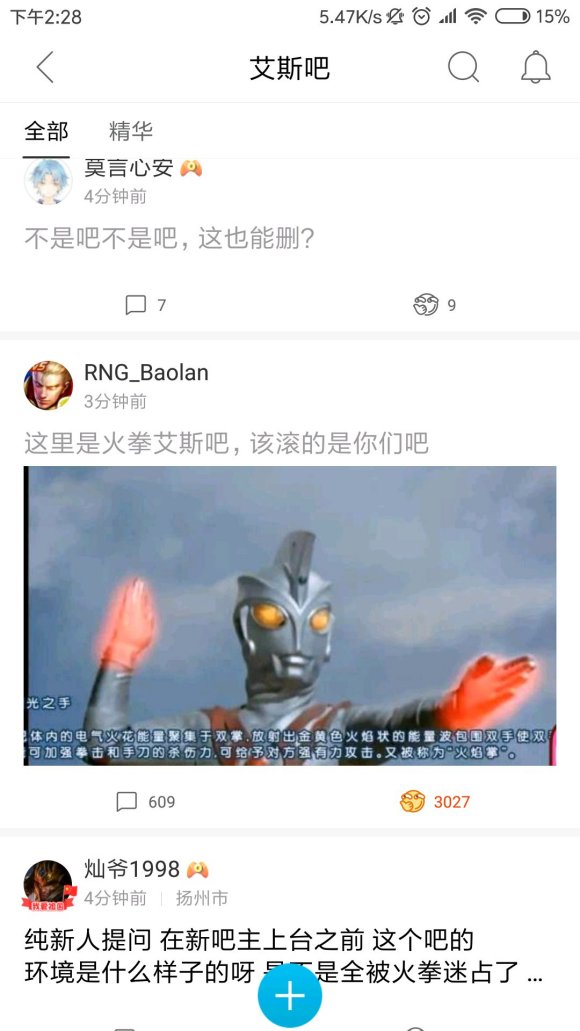 下午2:28 5.47K/s 15%
艾斯吧
全部 精华
莫言心安
4分钟前
不是吧不是吧，这也能删？
7 9
RNG_Baolan
3分钟前
这里是火拳艾斯吧，该滚的是你们吧
光之手
体内的电气火花能量聚集于双掌，放射出金黄色火焰状的能量波包围双手使双
可加强拳击和手刀的杀伤力，可给予对方强有力攻击。又被称为“火焰掌”。
609 3027
灿爷1998
我爱祖国
4分钟前 扬州市
纯新人提问 在新吧主上台之前 这个吧的
环境是什么样子的呀 是不是全被火拳迷占了 ...